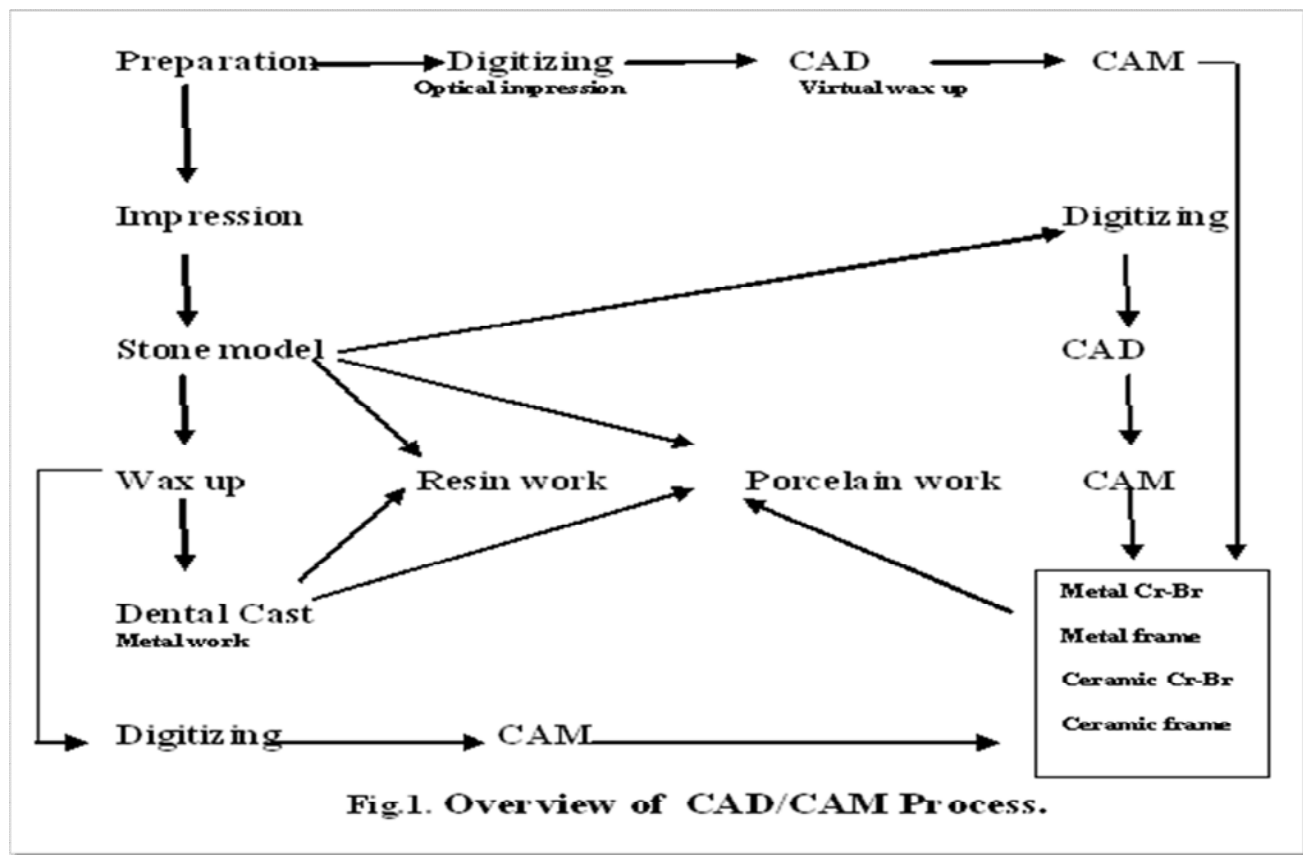 Preparation Digitizing CAD CAM
Optical impression Virtual wax up
Impression Digitizing
Stone model CAD
Wax up Resin work Porcelain work CAM
Metal Cr-Br
Dental Cast Metal frame
Metal work
Ceramic Cr-Br
Digitizing CAM Ceramic frame
Fig.1. Overview of CAD/CAM Process.